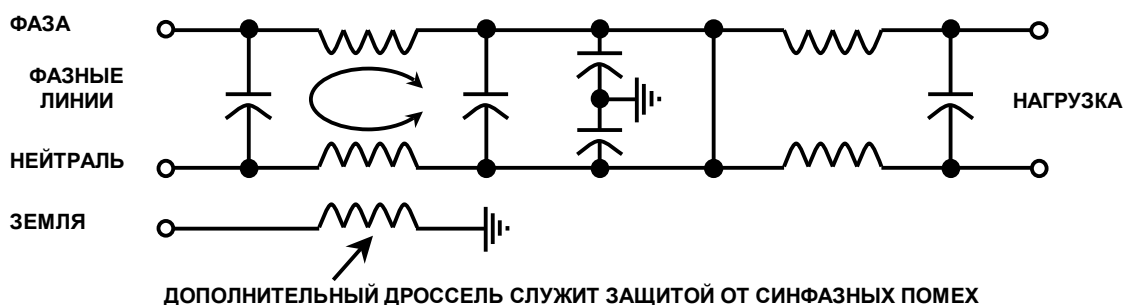 ФАЗА
ФАЗНЫЕ
ЛИНИИ
НАГРУЗКА
НЕЙТРАЛЬ
ЗЕМЛЯ
ДОПОЛНИТЕЛЬНЫЙ ДРОССЕЛЬ СЛУЖИТ ЗАЩИТОЙ ОТ СИНФАЗНЫХ ПОМЕХ